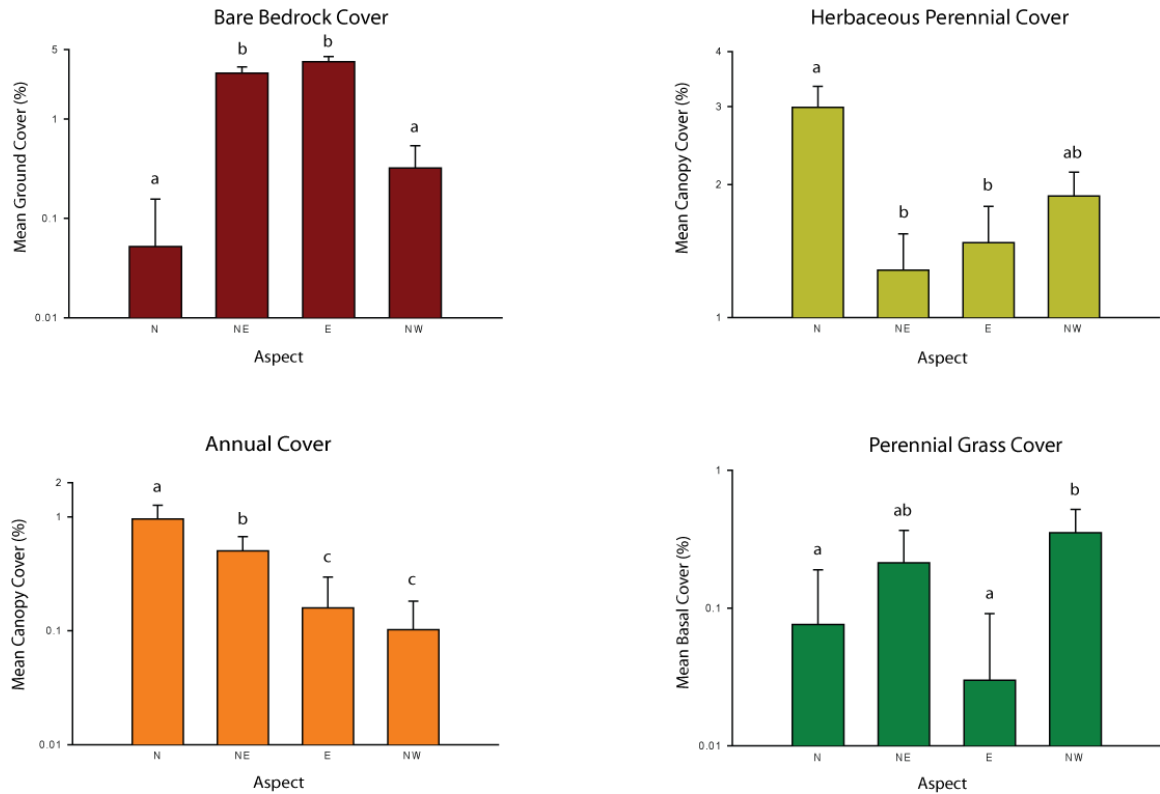 Bare Bedrock Cover
Mean Ground Cover (%)
5
1
0.1
0.01
a
b
b
a
N
NE
E
NW
Aspect
Herbaceous Perennial Cover
Mean Canopy Cover (%)
4
3
2
1
a
b
b
ab
N
NE
E
NW
Aspect
Annual Cover
Mean Canopy Cover (%)
2
1
0.1
0.01
a
b
c
c
N
NE
E
NW
Aspect
Perennial Grass Cover
Mean Basal Cover (%)
1
0.1
0.01
a
ab
a
b
N
NE
E
NW
Aspect